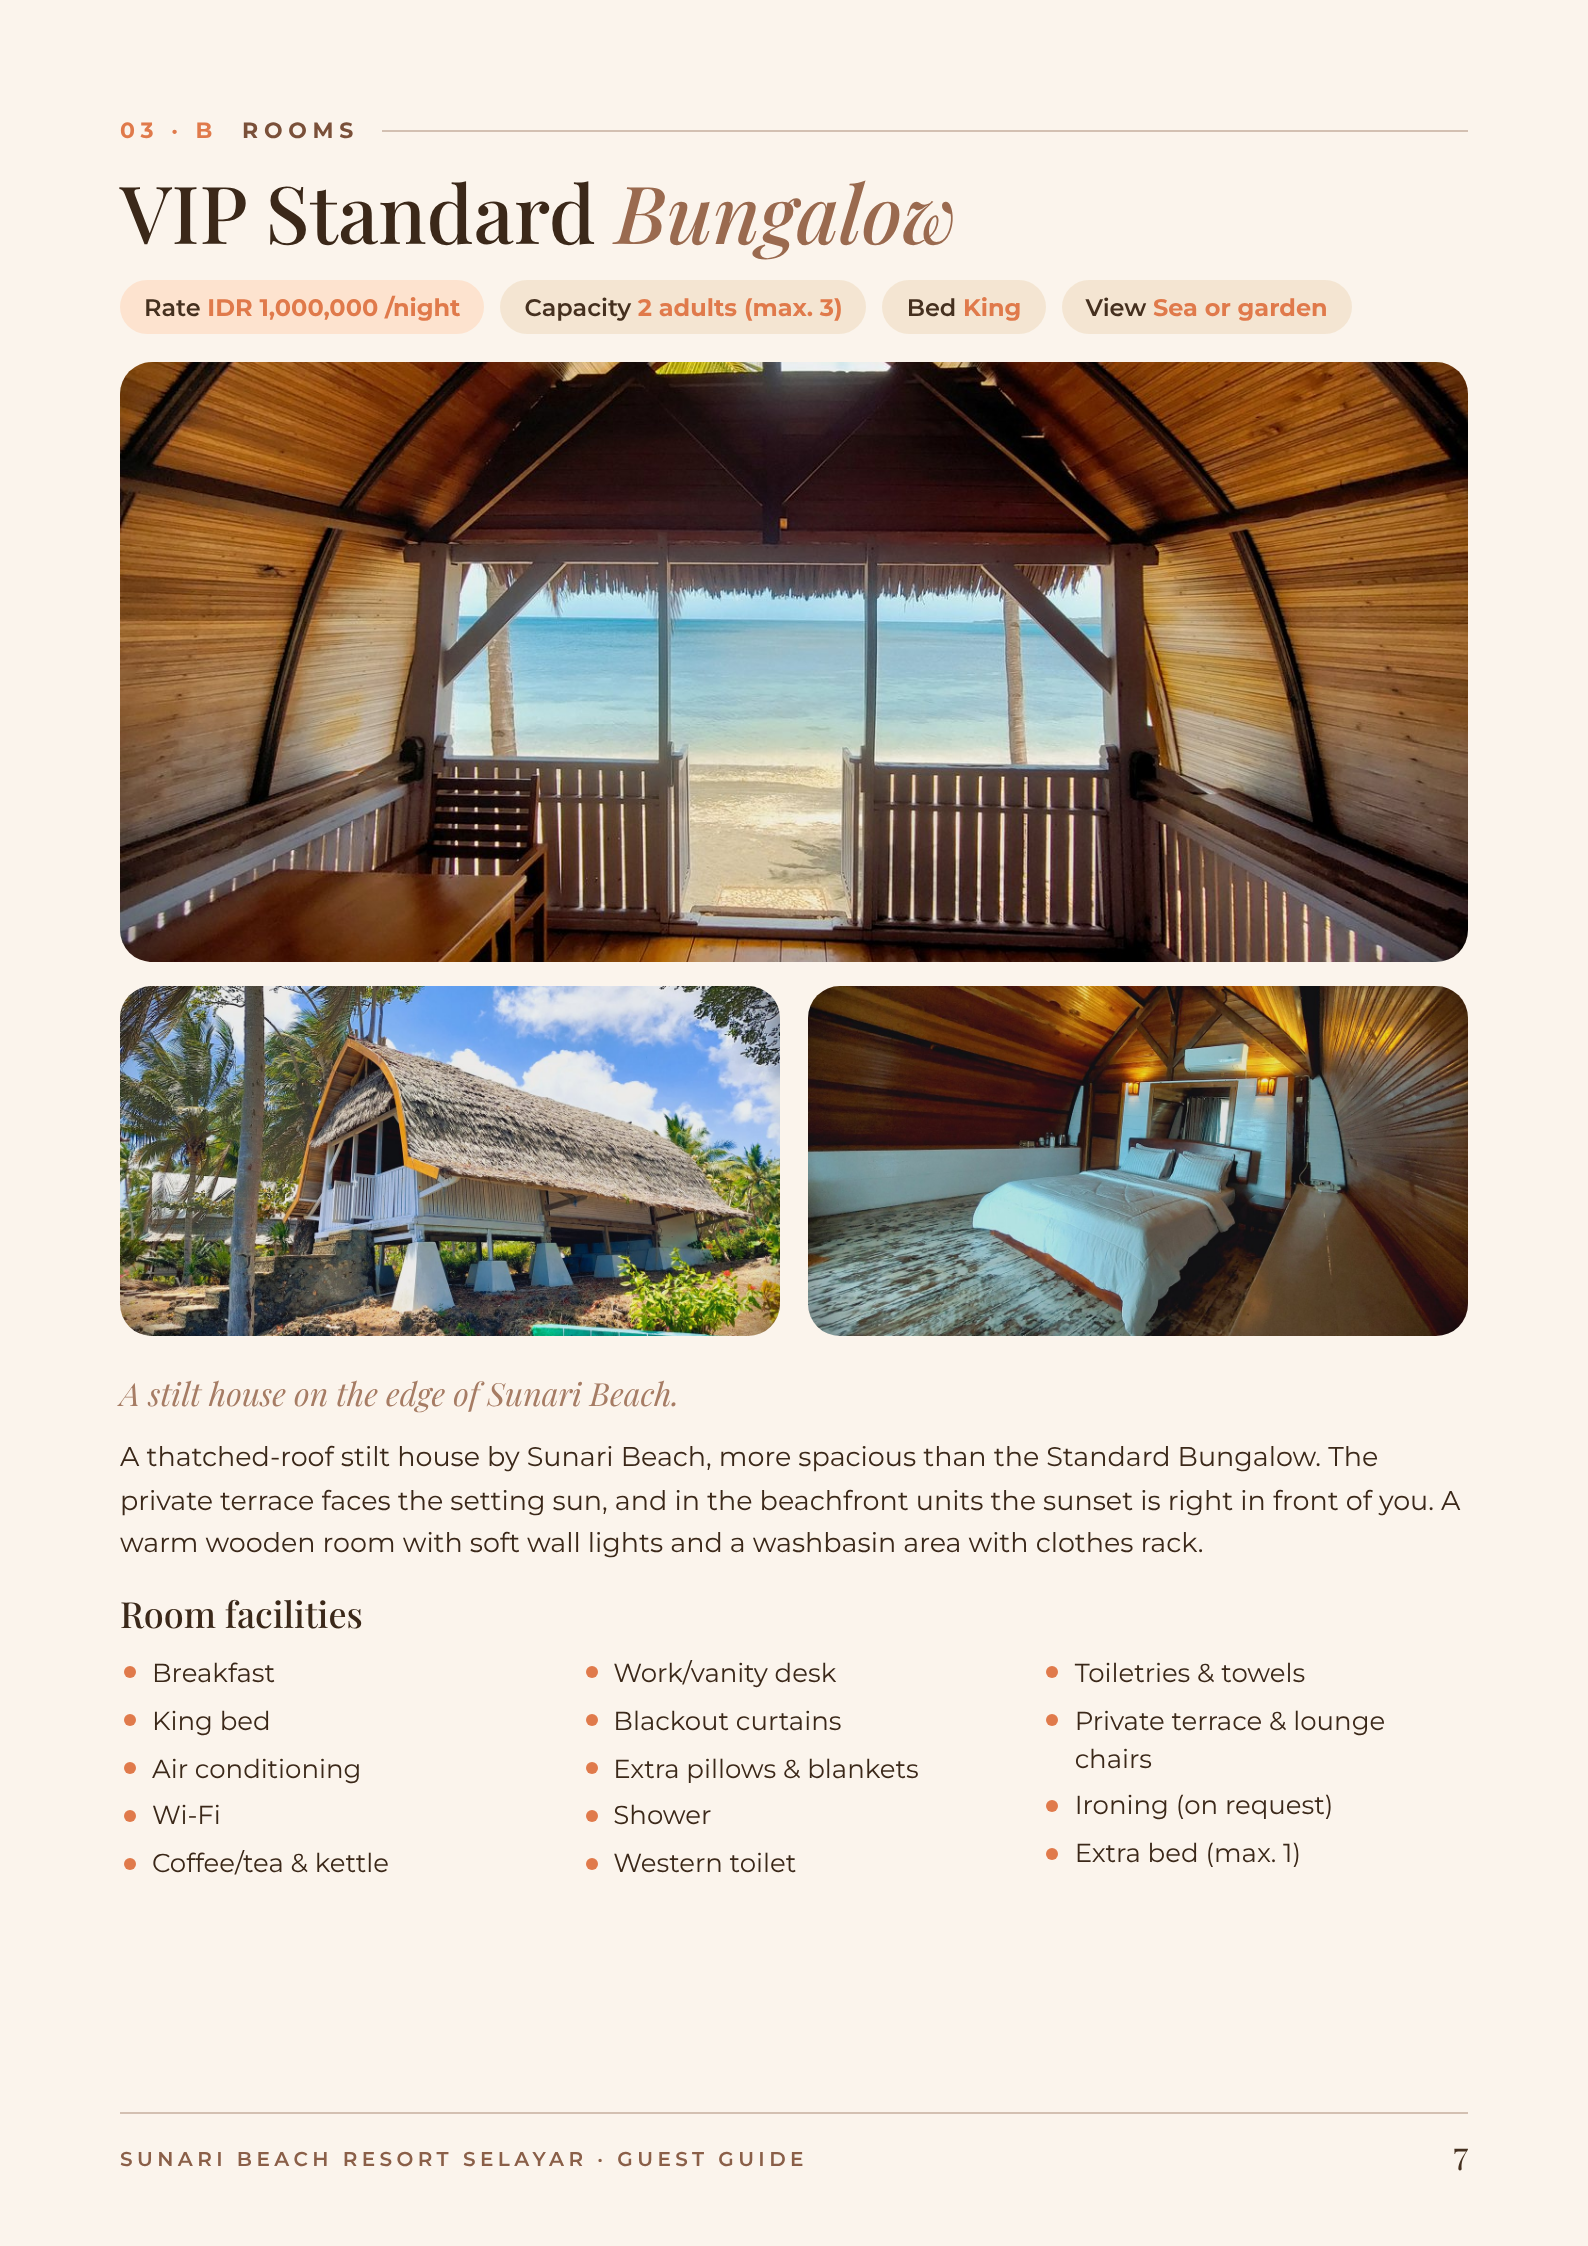 03 · B ROOMS
VIP Standard Bungalow
Rate IDR 1,000,000 /night Capacity 2 adults (max. 3) Bed King View Sea or garden
A stilt house on the edge of Sunari Beach.
A thatched-roof stilt house by Sunari Beach, more spacious than the Standard Bungalow. The
private terrace faces the setting sun, and in the beachfront units the sunset is right in front of you. A
warm wooden room with soft wall lights and a washbasin area with clothes rack.
Room facilities
Breakfast
King bed
Air conditioning
Wi-Fi
Coffee/tea & kettle
Work/vanity desk
Blackout curtains
Extra pillows & blankets
Shower
Western toilet
Toiletries & towels
Private terrace & lounge
chairs
Ironing (on request)
Extra bed (max. 1)
SUNARI BEACH RESORT SELAYAR · GUEST GUIDE
7